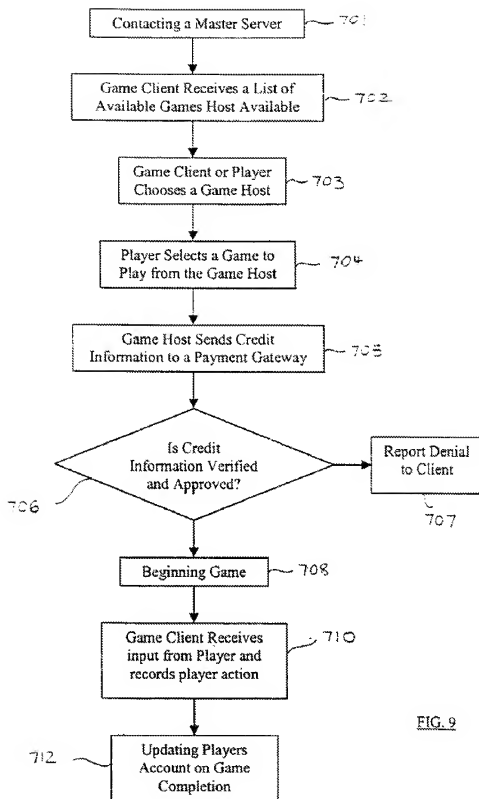 Contacting a Master Server
701
Game Client Receives a List of
Available Games Host Available
702
Game Client or Player
Chooses a Game Host
703
Player Selects a Game to
Play from the Game Host
704
Game Host Sends Credit
Information to a Payment Gateway
705
Is Credit
Information Verified
and Approved?
706
Report Denial
to Client
707
Beginning Game
708
Game Client Receives
input from Player and
records player action
710
Updating Players
Account on Game
Completion
712
FIG. 9